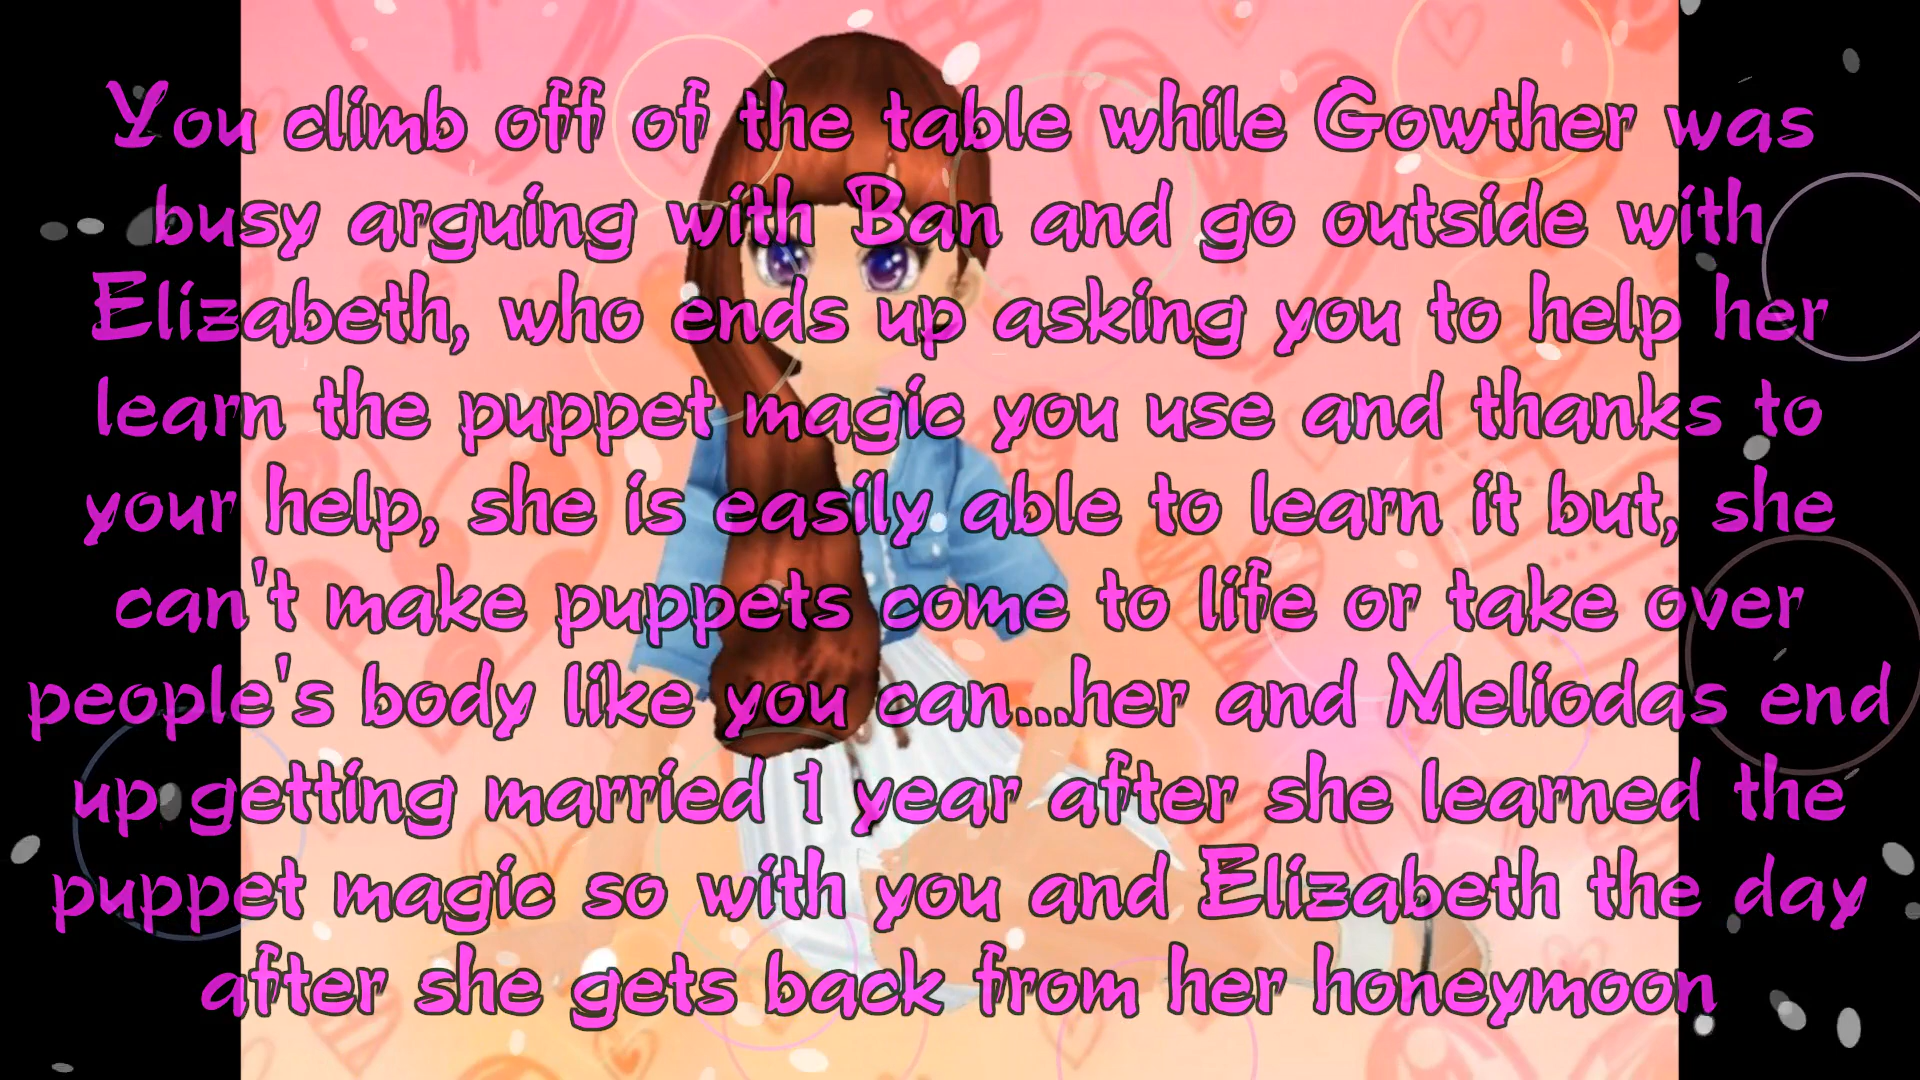 You climb off of the table while Gowther was
busy arguing with Ban and go outside with
Elizabeth, who ends up asking you to help her
learn the puppet magic you use and thanks to
your help, she is easily able to learn it but, she
can't make puppets come to life or take over
people's body like you can...her and Meliodas end
up getting married 1 year after she learned the
puppet magic so with you and Elizabeth the day
after she gets back from her honeymoon